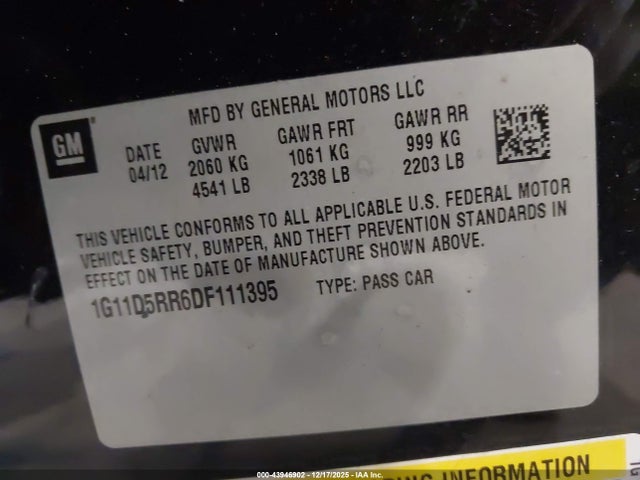 GM
MFD BY GENERAL MOTORS LLC
DATE GVWR GAWR FRT GAWR RR
04/12 2060 KG 1061 KG 999 KG
4541 LB 2338 LB 2203 LB
THIS VEHICLE CONFORMS TO ALL APPLICABLE U.S. FEDERAL MOTOR
VEHICLE SAFETY, BUMPER, AND THEFT PREVENTION STANDARDS IN
EFFECT ON THE DATE OF MANUFACTURE SHOWN ABOVE.
1G11D5RR6DF111395 TYPE: PASS CAR
INFORMATION
000-43946902 - 12/17/2025 - IAAI.com